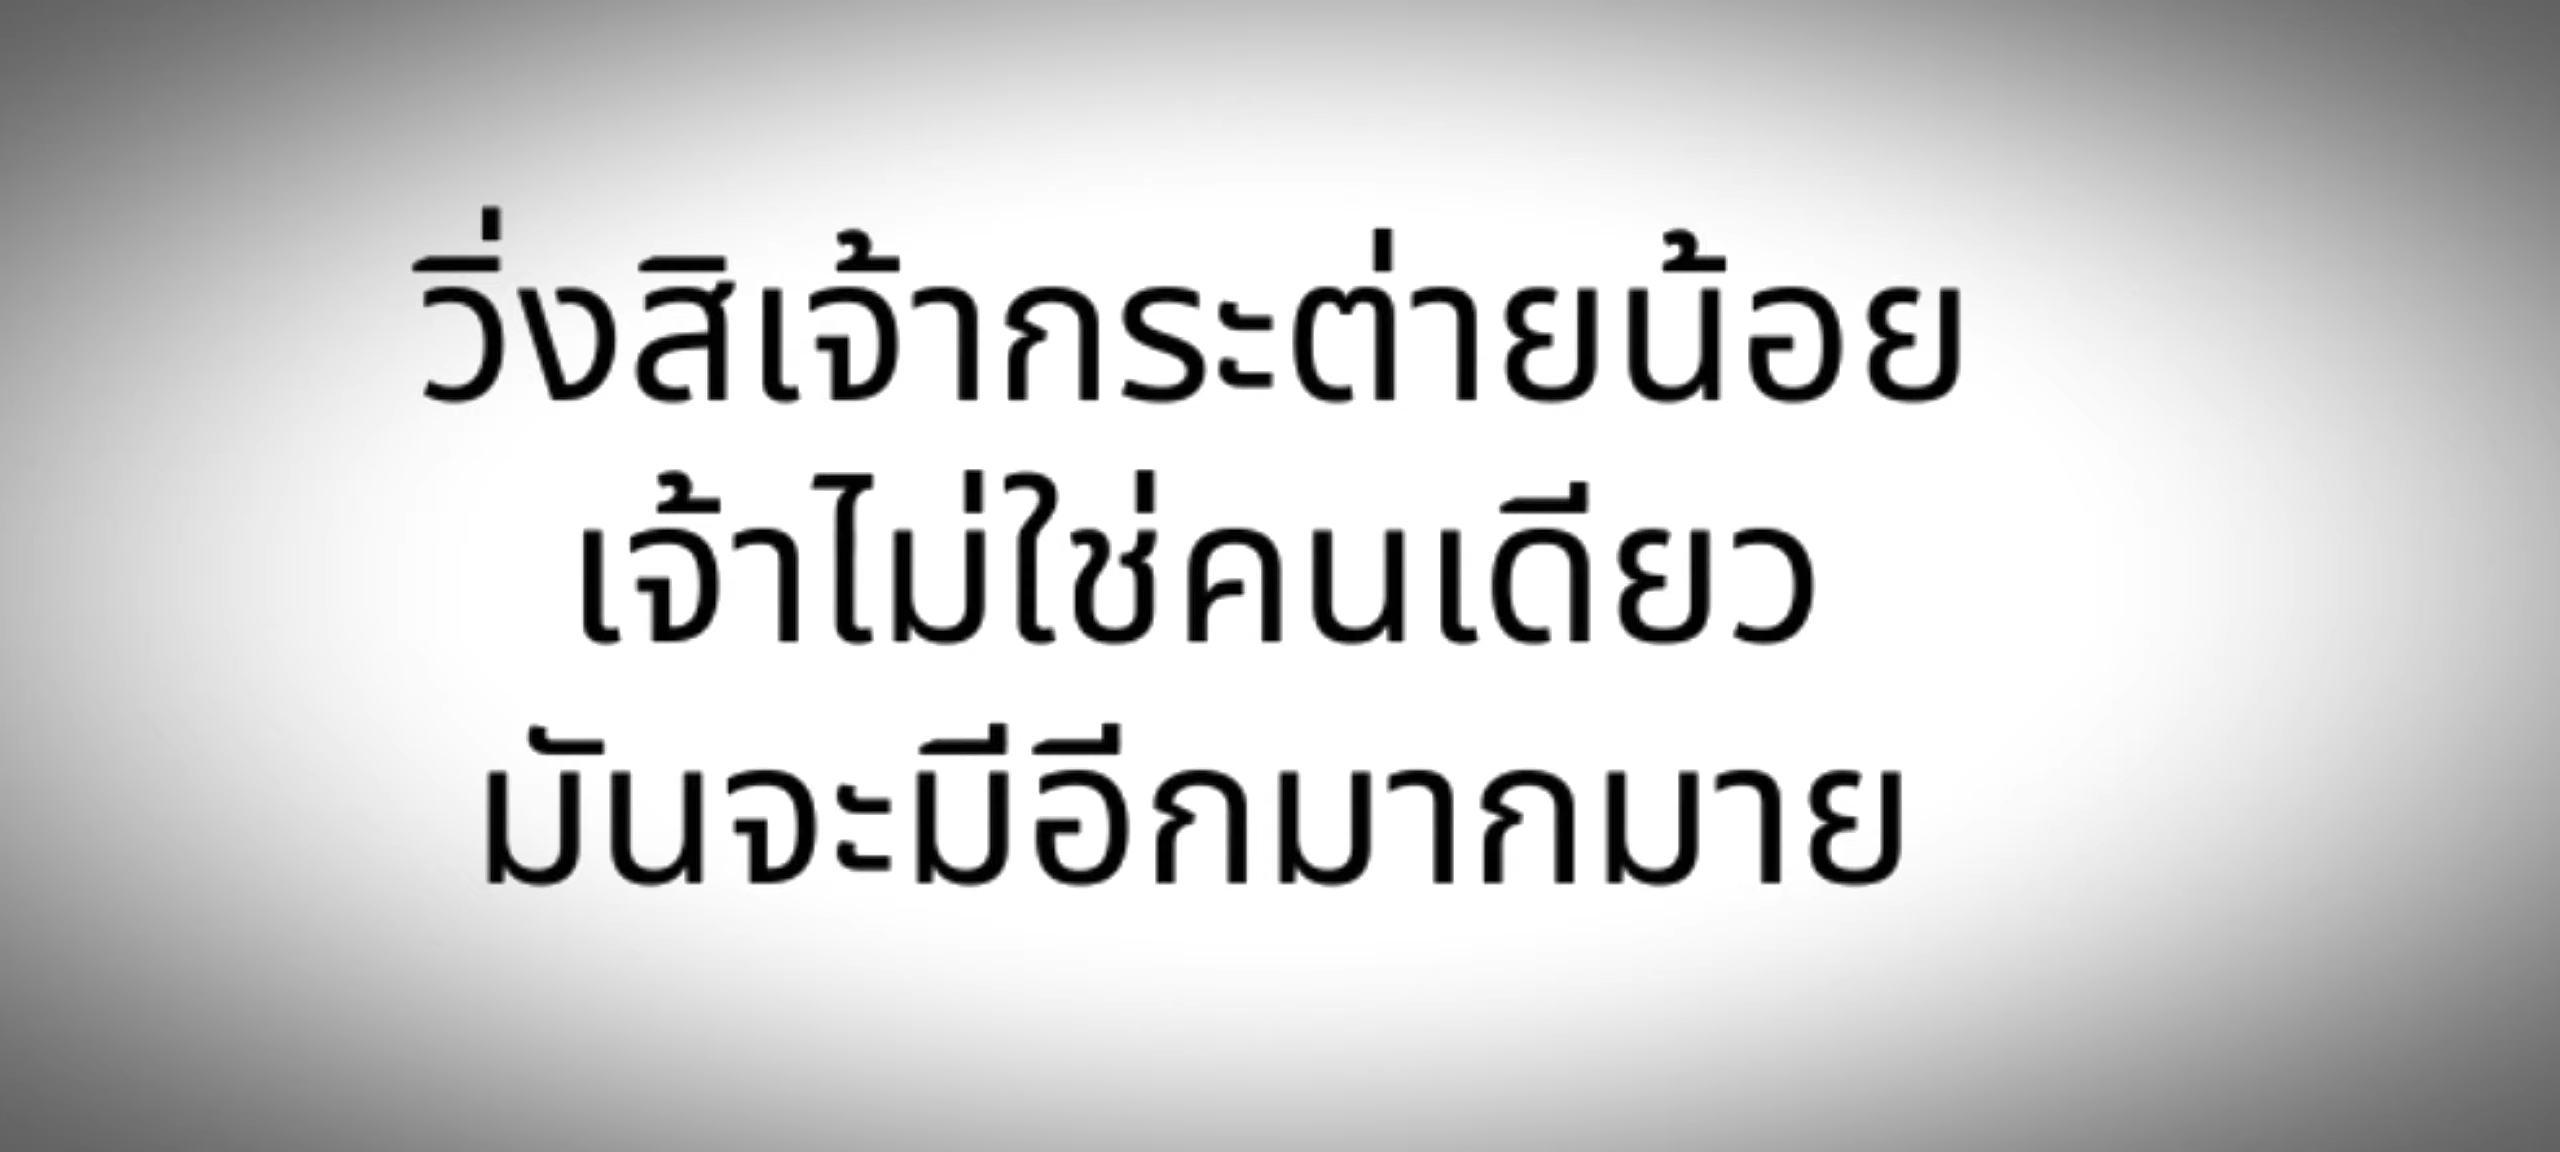 วิ่งสิเจ้ากระต่ายน้อย
เจ้าไม่ใช่คนเดียว
มันจะมีอีกมากมาย